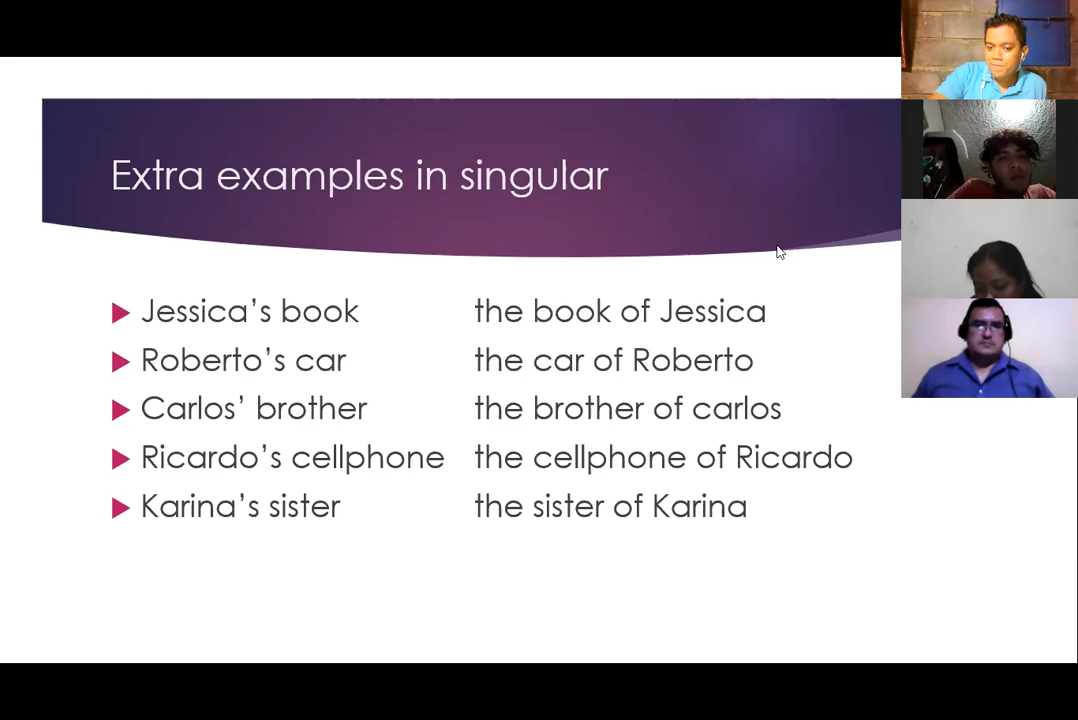 Extra examples in singular
Jessica’s book the book of Jessica
Roberto’s car the car of Roberto
Carlos’ brother the brother of carlos
Ricardo’s cellphone the cellphone of Ricardo
Karina’s sister the sister of Karina